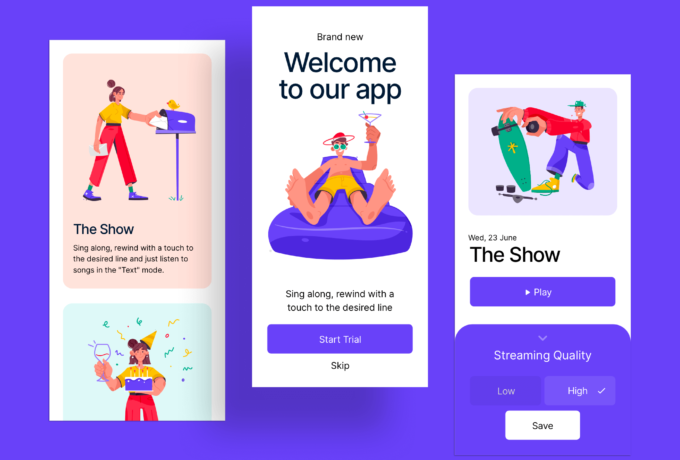 The Show
Sing along, rewind with a touch to
the desired line and just listen to
songs in the "Text" mode.
Brand new
Welcome
to our app
Sing along, rewind with a
touch to the desired line
Start Trial
Skip
Wed, 23 June
The Show
Play
Streaming Quality
Low
High
Save